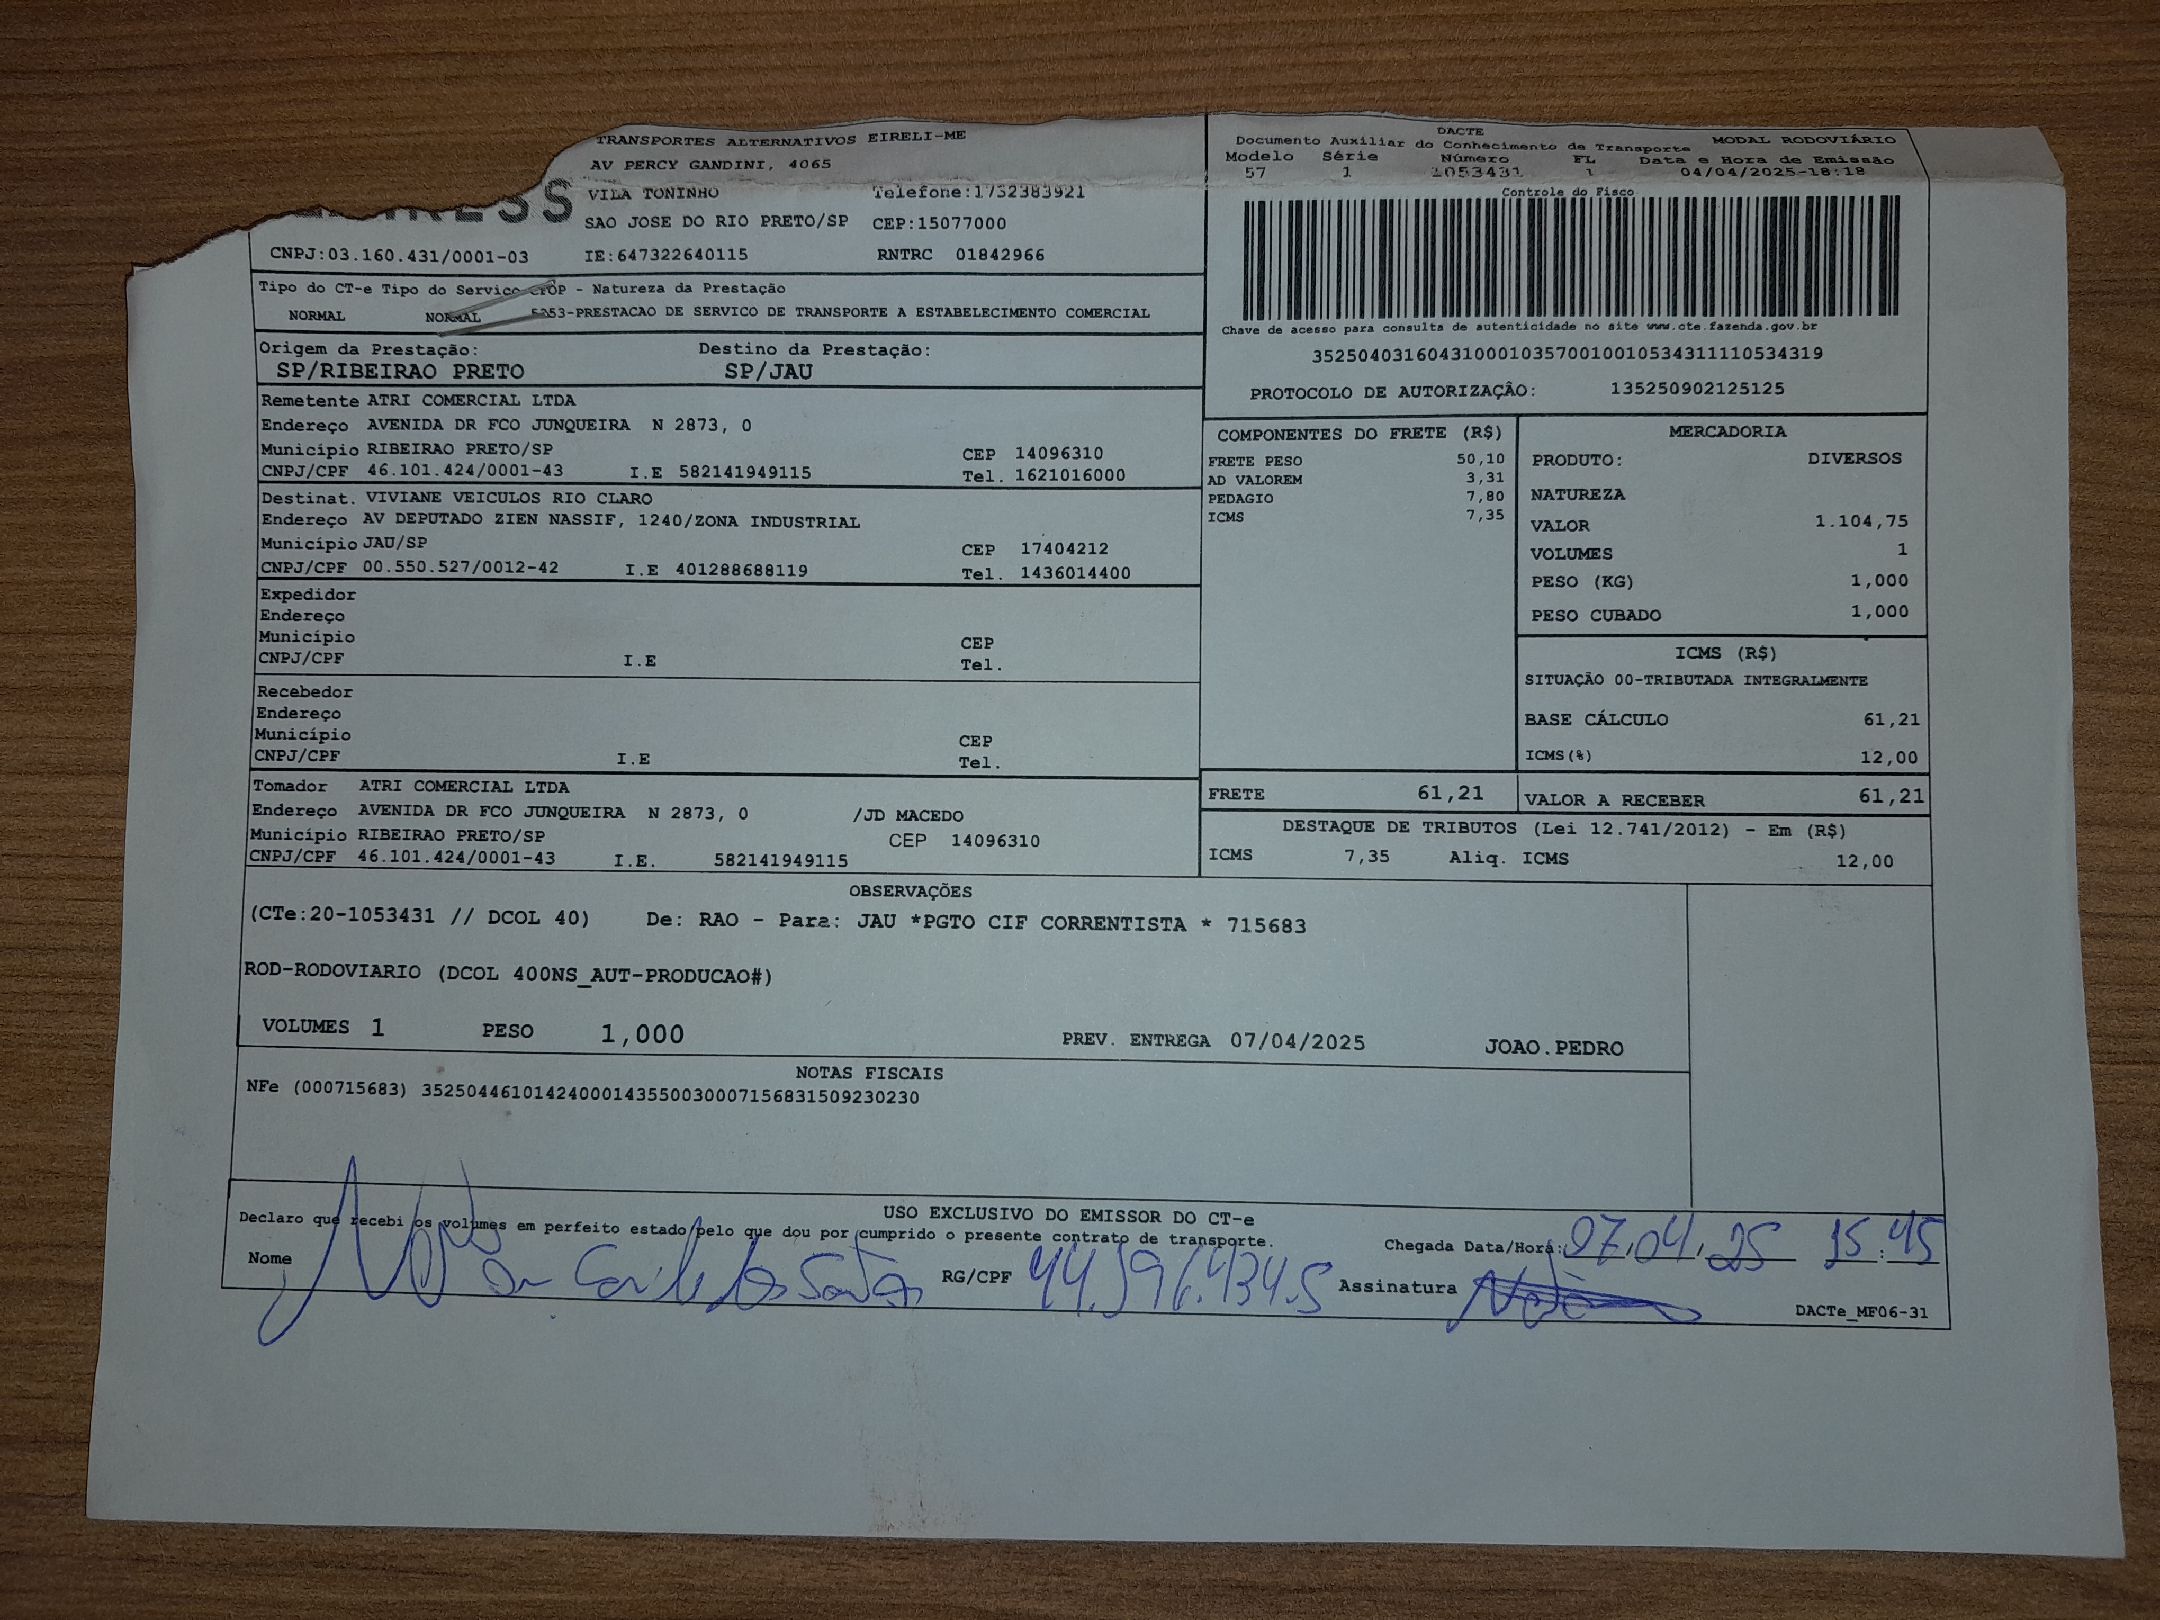 TRANSPORTES ALTERNATIVOS EIRELI-ME
AV PERCY GANDINI, 4065
VILA TONINHO Telefone:1732383921
SAO JOSE DO RIO PRETO/SP CEP:15077000
CNPJ:03.160.431/0001-03 IE:647322640115 RNTRC 01842966
DACTE
Documento Auxiliar do Conhecimento de Transporte MODAL RODOVIÁRIO
Modelo Série Número FL Data e Hora de Emissão
57 1 1053431 1 04/04/2025-18:18
Controle do Fisco
Chave de acesso para consulta de autenticidade no site www.cte.fazenda.gov.br
35250403160431000103570010010534311110534319
PROTOCOLO DE AUTORIZAÇÃO: 135250902125125
Tipo do CT-e Tipo do Serviço CFOP - Natureza da Prestação
NORMAL NORMAL 5353-PRESTACAO DE SERVICO DE TRANSPORTE A ESTABELECIMENTO COMERCIAL
Origem da Prestação: Destino da Prestação:
SP/RIBEIRAO PRETO SP/JAU
Remetente ATRI COMERCIAL LTDA
Endereço AVENIDA DR FCO JUNQUEIRA N 2873, 0
Município RIBEIRAO PRETO/SP CEP 14096310
CNPJ/CPF 46.101.424/0001-43 I.E 582141949115 Tel. 1621016000
Destinat. VIVIANE VEICULOS RIO CLARO
Endereço AV DEPUTADO ZIEN NASSIF, 1240/ZONA INDUSTRIAL
Município JAU/SP CEP 17404212
CNPJ/CPF 00.550.527/0012-42 I.E 401288688119 Tel. 1436014400
Expedidor
Endereço
Município CEP
CNPJ/CPF I.E Tel.
Recebedor
Endereço
Município CEP
CNPJ/CPF I.E Tel.
Tomador ATRI COMERCIAL LTDA
Endereço AVENIDA DR FCO JUNQUEIRA N 2873, 0 /JD MACEDO
Município RIBEIRAO PRETO/SP CEP 14096310
CNPJ/CPF 46.101.424/0001-43 I.E. 582141949115
COMPONENTES DO FRETE (R$)
FRETE PESO 50,10
AD VALOREM 3,31
PEDAGIO 7,80
ICMS 7,35
MERCADORIA
PRODUTO: DIVERSOS
NATUREZA
VALOR 1.104,75
VOLUMES 1
PESO (KG) 1,000
PESO CUBADO 1,000
ICMS (R$)
SITUAÇÃO 00-TRIBUTADA INTEGRALMENTE
BASE CÁLCULO 61,21
ICMS(%) 12,00
FRETE 61,21 VALOR A RECEBER 61,21
DESTAQUE DE TRIBUTOS (Lei 12.741/2012) - Em (R$)
ICMS 7,35 Aliq. ICMS 12,00
OBSERVAÇÕES
(CTe:20-1053431 // DCOL 40) De: RAO - Para: JAU *PGTO CIF CORRENTISTA * 715683
ROD-RODOVIARIO (DCOL 400NS_AUT-PRODUCAO#)
VOLUMES 1 PESO 1,000 PREV. ENTREGA 07/04/2025 JOAO.PEDRO
NOTAS FISCAIS
NFe (000715683) 35250446101424000143550030007156831509230230
USO EXCLUSIVO DO EMISSOR DO CT-e
Declaro que recebi os volumes em perfeito estado pelo que dou por cumprido o presente contrato de transporte.
Chegada Data/Hora: 07.04.25 15:45
Nome RG/CPF Assinatura
DACTe_MF06-31